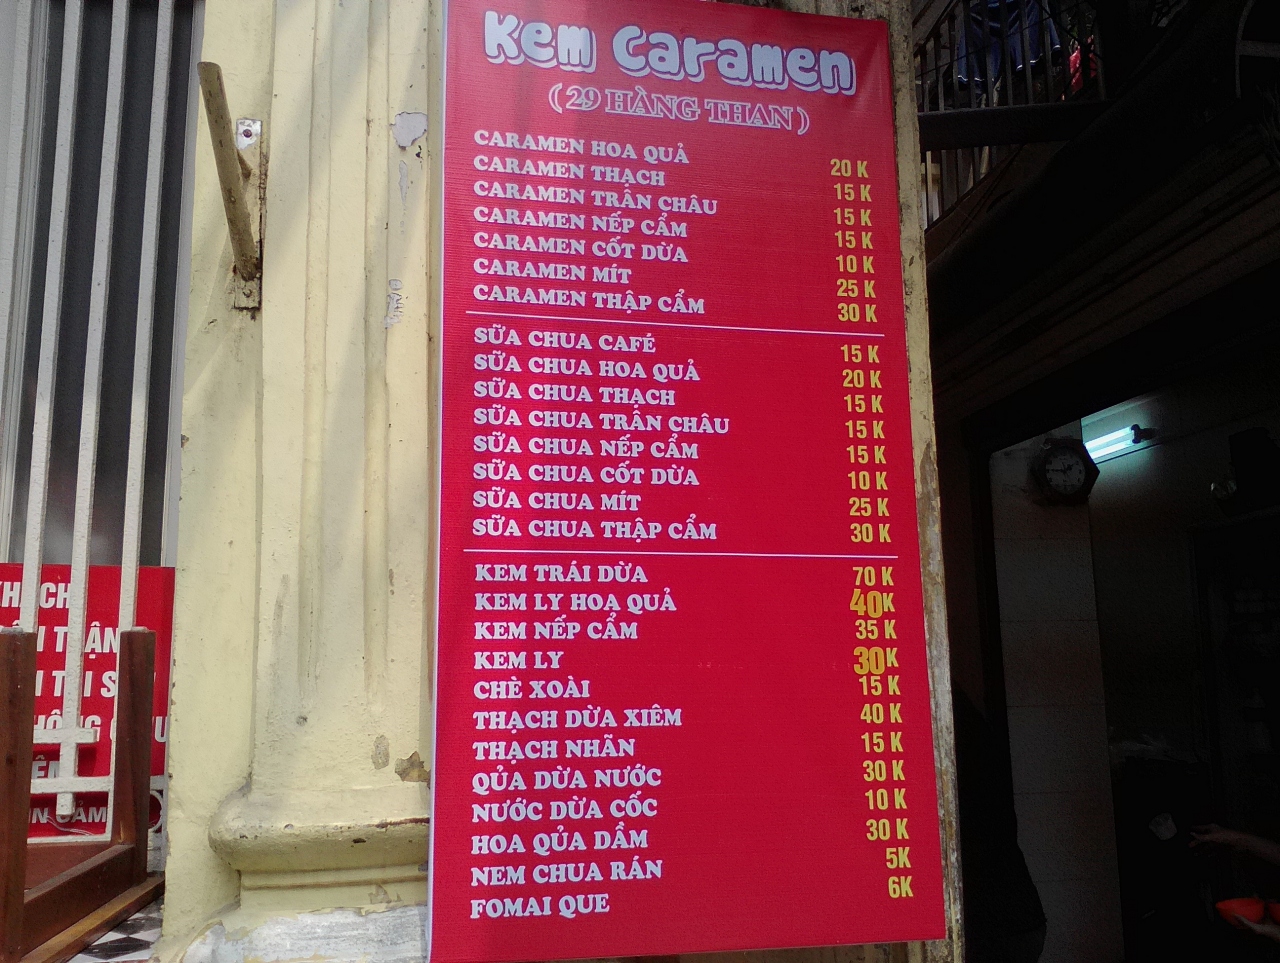 Kem Caramen
(29 HÀNG THAN)
CARAMEN HOA QUẢ 20 K
CARAMEN THẠCH 15 K
CARAMEN TRÂN CHÂU 15 K
CARAMEN NẾP CẨM 15 K
CARAMEN CỐT DỪA 10 K
CARAMEN MÍT 25 K
CARAMEN THẬP CẨM 30 K
SỮA CHUA CAFÉ 15 K
SỮA CHUA HOA QUẢ 20 K
SỮA CHUA THẠCH 15 K
SỮA CHUA TRÂN CHÂU 15 K
SỮA CHUA NẾP CẨM 15 K
SỮA CHUA CỐT DỪA 10 K
SỮA CHUA MÍT 25 K
SỮA CHUA THẬP CẨM 30 K
KEM TRÁI DỪA 70 K
KEM LY HOA QUẢ 40K
KEM NẾP CẨM 35 K
KEM LY 30K
CHÈ XOÀI 15 K
THẠCH DỪA XIÊM 40 K
THẠCH NHÃN 15 K
QỦA DỪA NƯỚC 30 K
NƯỚC DỪA CỐC 10 K
HOA QỦA DẦM 30 K
NEM CHUA RÁN 5K
FOMAI QUE 6K